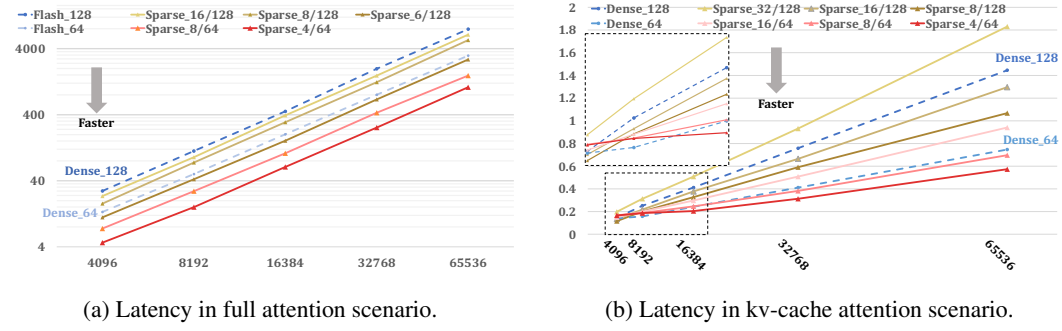 Flash_128 Sparse_16/128 Sparse_8/128 Sparse_6/128
Flash_64 Sparse_8/64 Sparse_4/64
4000
400
40
4
Faster
Dense_128
Dense_64
4096 8192 16384 32768 65536
(a) Latency in full attention scenario.
2
1.8
1.6
1.4
1.2
1
0.8
0.6
0.4
0.2
0
Dense_128 Sparse_32/128 Sparse_16/128 Sparse_8/128
Dense_64 Sparse_16/64 Sparse_8/64 Sparse_4/64
Faster
Dense_128
Dense_64
4096 8192 16384 32768 65536
(b) Latency in kv-cache attention scenario.